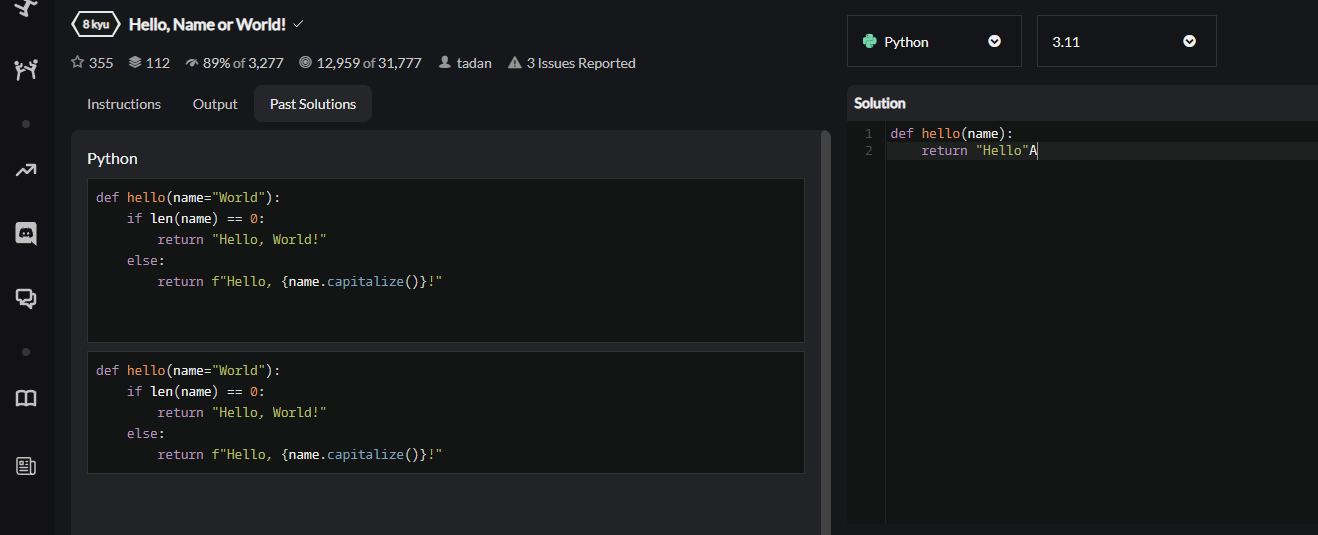 8 kyu Hello, Name or World!
355 112 89% of 3,277 12,959 of 31,777 tadan 3 Issues Reported
Python 3.11
Instructions Output Past Solutions
Python
def hello(name="World"):
    if len(name) == 0:
        return "Hello, World!"
    else:
        return f"Hello, {name.capitalize()}!"
def hello(name="World"):
    if len(name) == 0:
        return "Hello, World!"
    else:
        return f"Hello, {name.capitalize()}!"
Solution
1 def hello(name):
2     return "Hello"A